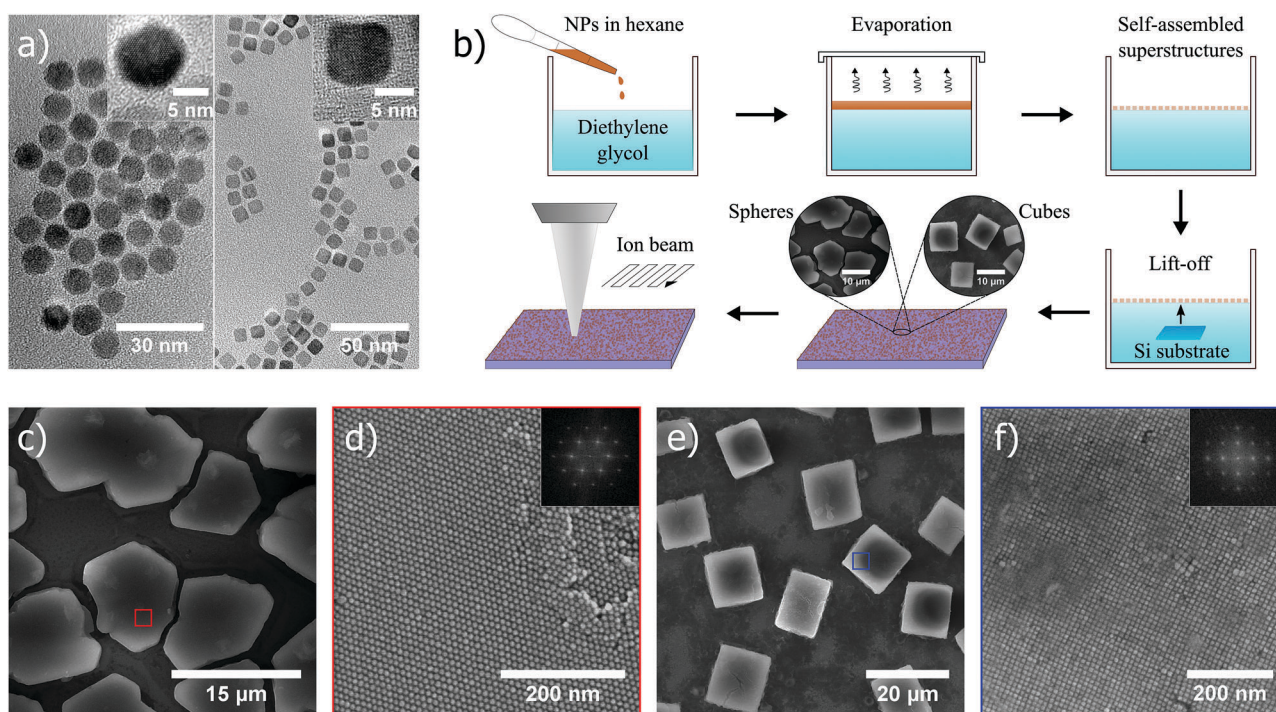 a)
5 nm
5 nm
30 nm
50 nm
b)
NPs in hexane
Diethylene
glycol
Evaporation
Self-assembled
superstructures
Lift-off
Si substrate
Spheres
10 µm
Cubes
10 µm
Ion beam
c)
15 µm
d)
200 nm
e)
20 µm
f)
200 nm